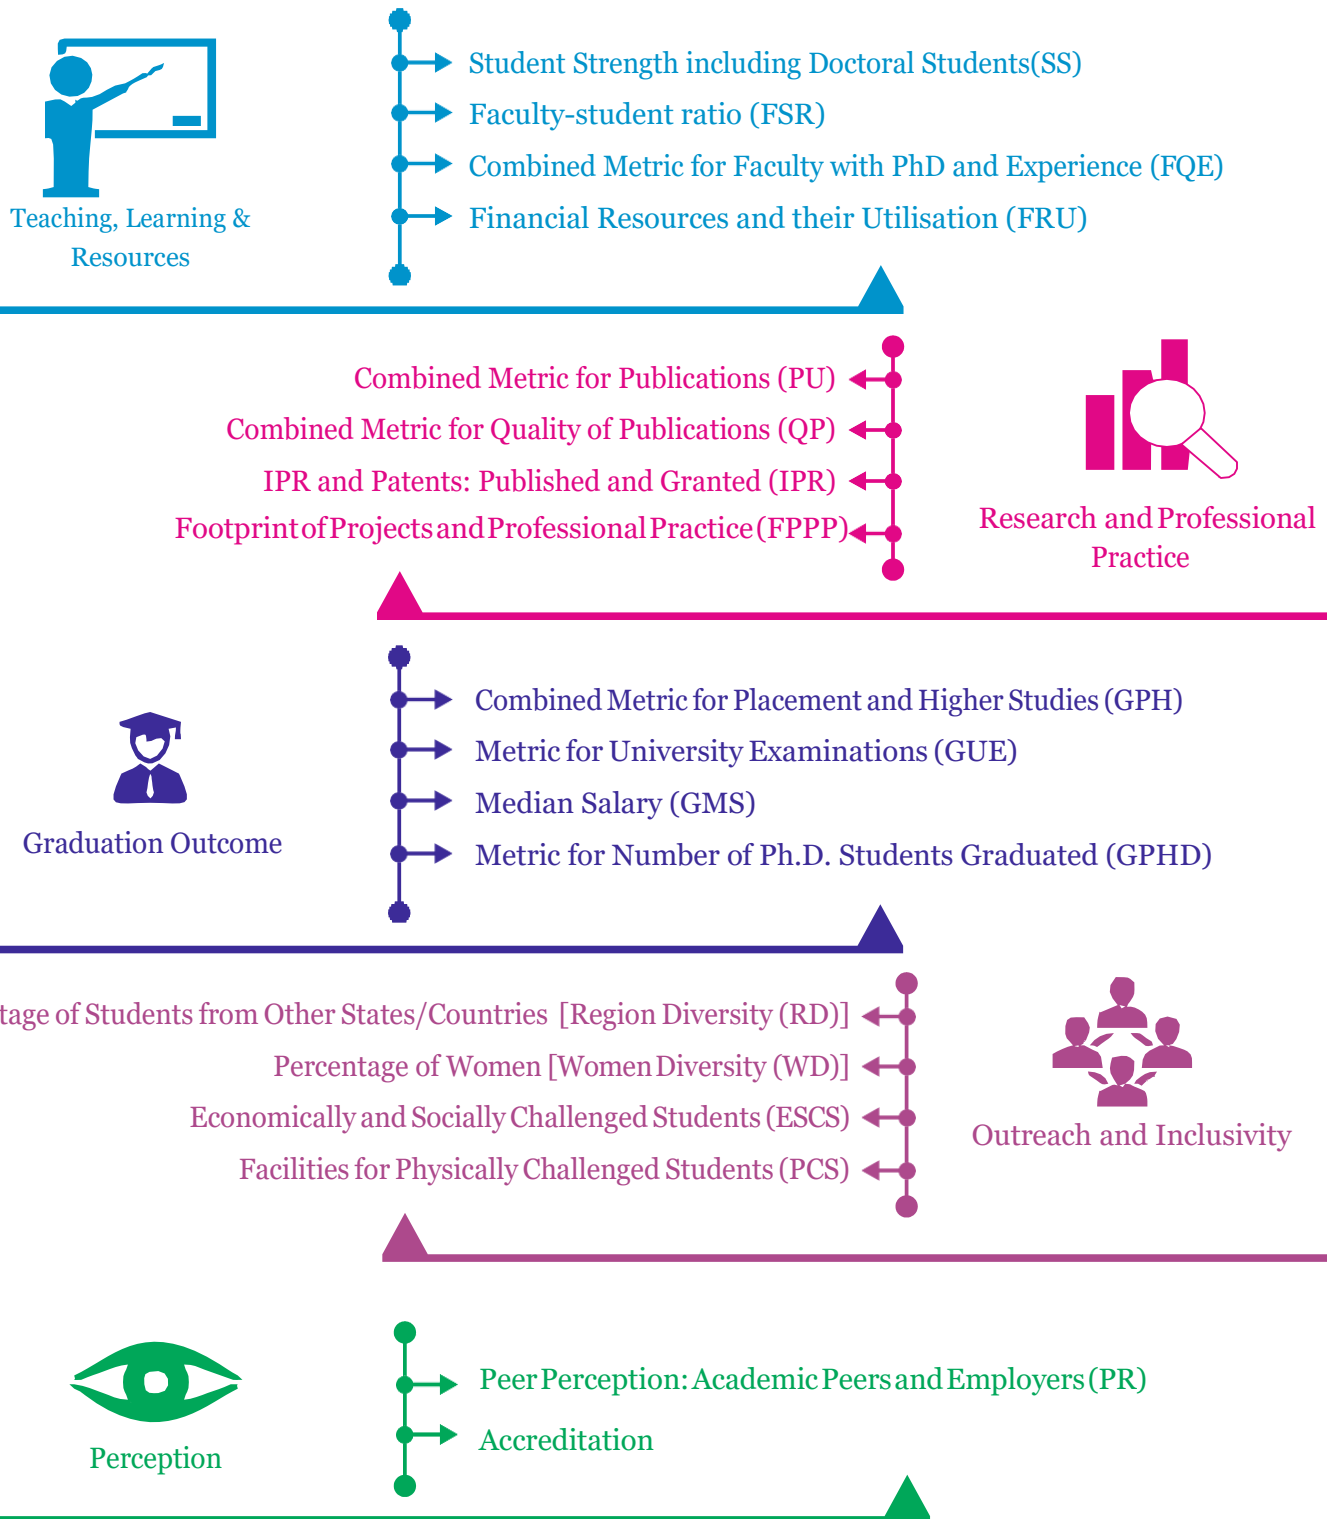 Student Strength including Doctoral Students(SS)
Faculty-student ratio (FSR)
Combined Metric for Faculty with PhD and Experience (FQE)
Financial Resources and their Utilisation (FRU)
Teaching, Learning &
Resources
Combined Metric for Publications (PU)
Combined Metric for Quality of Publications (QP)
IPR and Patents: Published and Granted (IPR)
Footprint of Projects and Professional Practice (FPPP)
Research and Professional
Practice
Combined Metric for Placement and Higher Studies (GPH)
Metric for University Examinations (GUE)
Median Salary (GMS)
Metric for Number of Ph.D. Students Graduated (GPHD)
Graduation Outcome
tage of Students from Other States/Countries [Region Diversity (RD)]
Percentage of Women [Women Diversity (WD)]
Economically and Socially Challenged Students (ESCS)
Facilities for Physically Challenged Students (PCS)
Outreach and Inclusivity
Peer Perception: Academic Peers and Employers (PR)
Accreditation
Perception